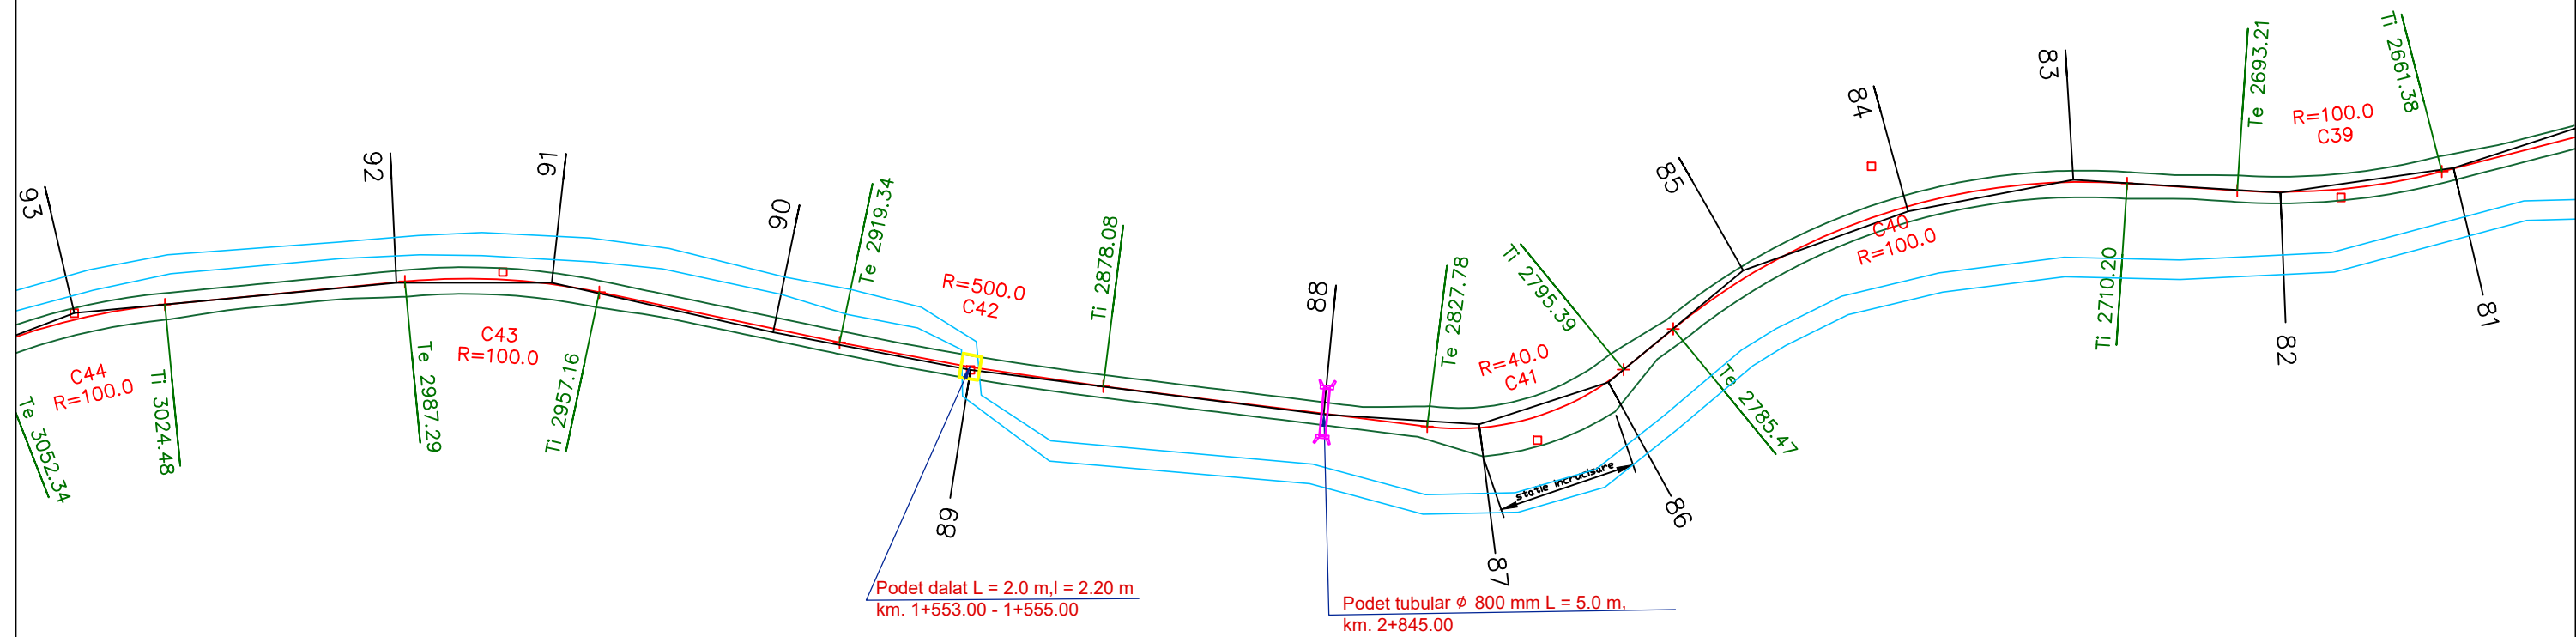 93
92
91
90
Te 2919.34
R=500.0
C42
Ti 2878.08
88
Te 2827.78
Ti 2795.39
85
84
83
Te 2693.21
Ti 2661.38
R=100.0
C39
C40
R=100.0
R=40.0
C41
C43
R=100.0
C44
R=100.0
Te 3052.34
Ti 3024.48
Te 2987.29
Ti 2957.16
89
statie incrucisare
87
86
Te 2785.47
Ti 2710.20
82
81
Podet dalat L = 2.0 m,l = 2.20 m
km. 1+553.00 - 1+555.00
Podet tubular ϕ 800 mm L = 5.0 m,
km. 2+845.00